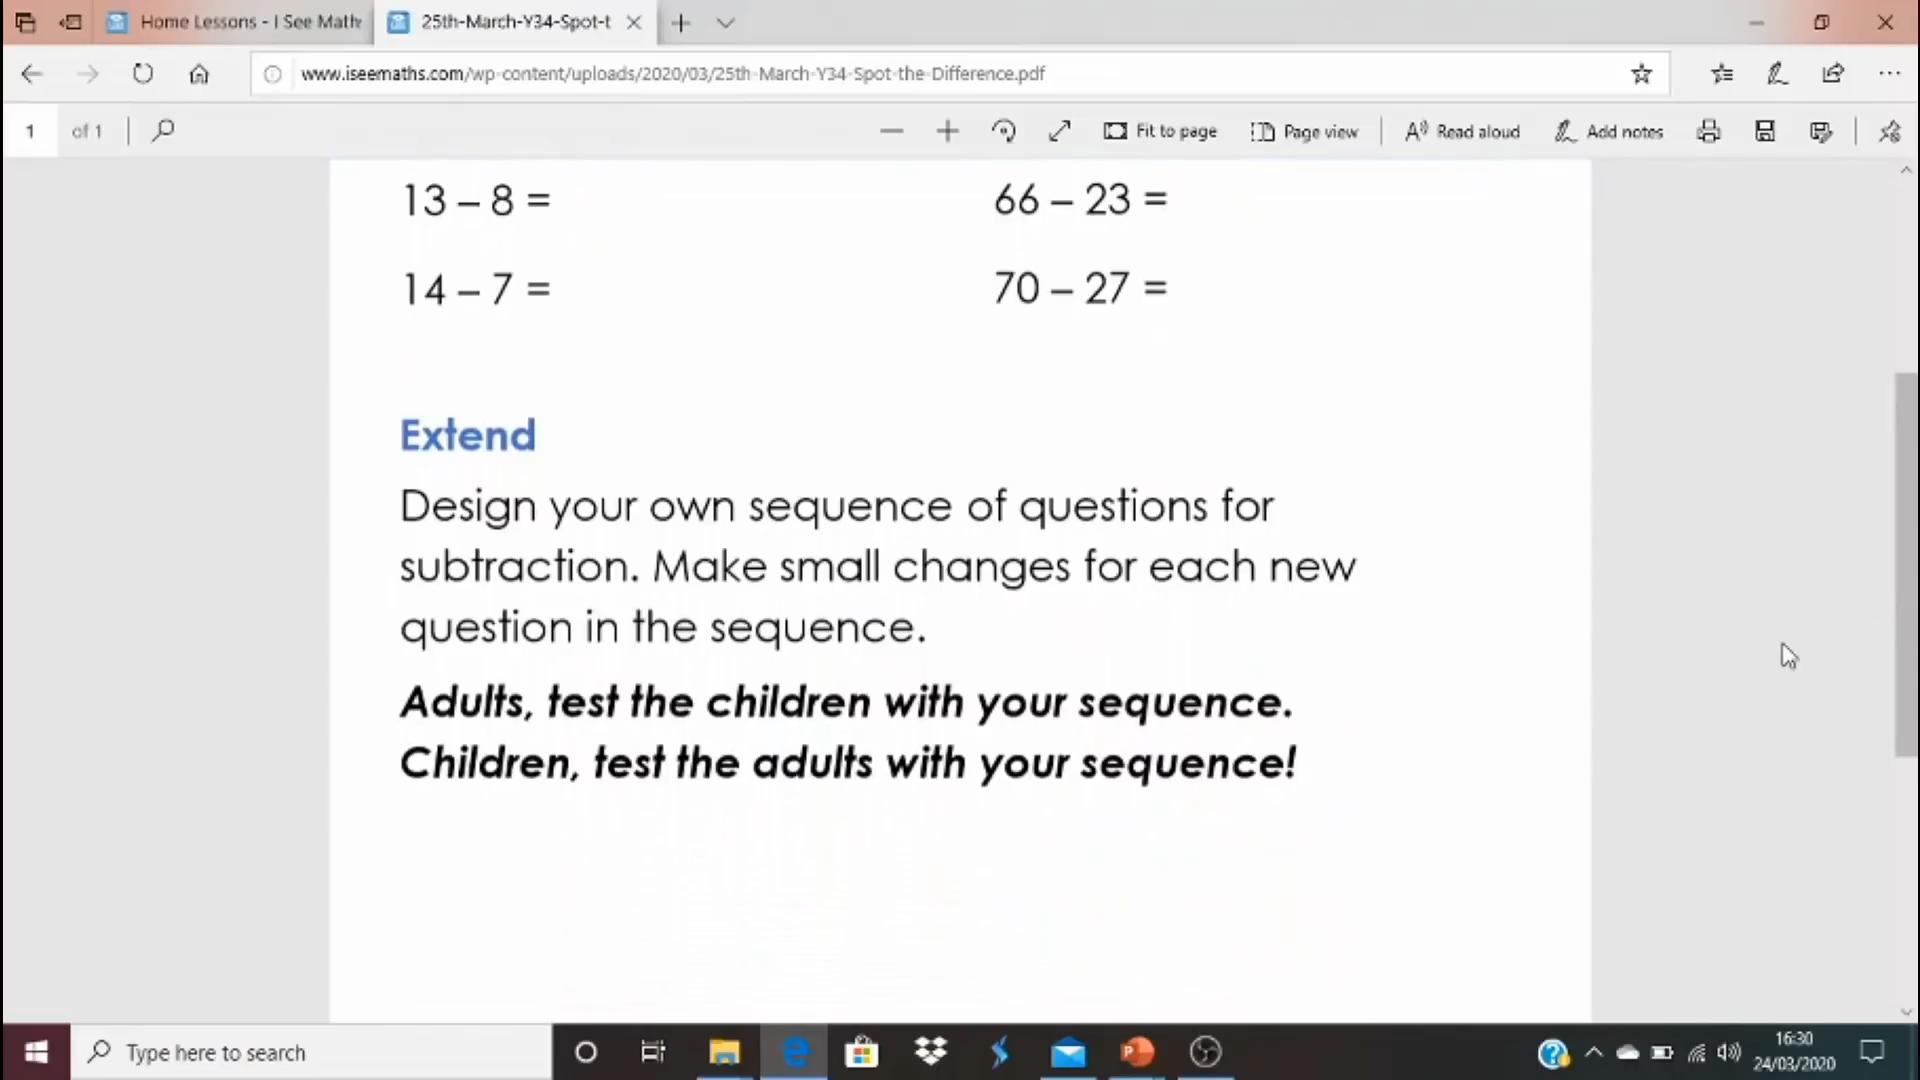 Home Lessons - I See Math
25th-March-Y34-Spot-t
www.iseemaths.com/wp-content/uploads/2020/03/25th-March-Y34-Spot-the-Difference.pdf
1 of 1
Fit to page
Page view
Read aloud
Add notes
13 – 8 =
66 – 23 =
14 – 7 =
70 – 27 =
Extend
Design your own sequence of questions for
subtraction. Make small changes for each new
question in the sequence.
Adults, test the children with your sequence.
Children, test the adults with your sequence!
Type here to search
16:30
24/03/2020